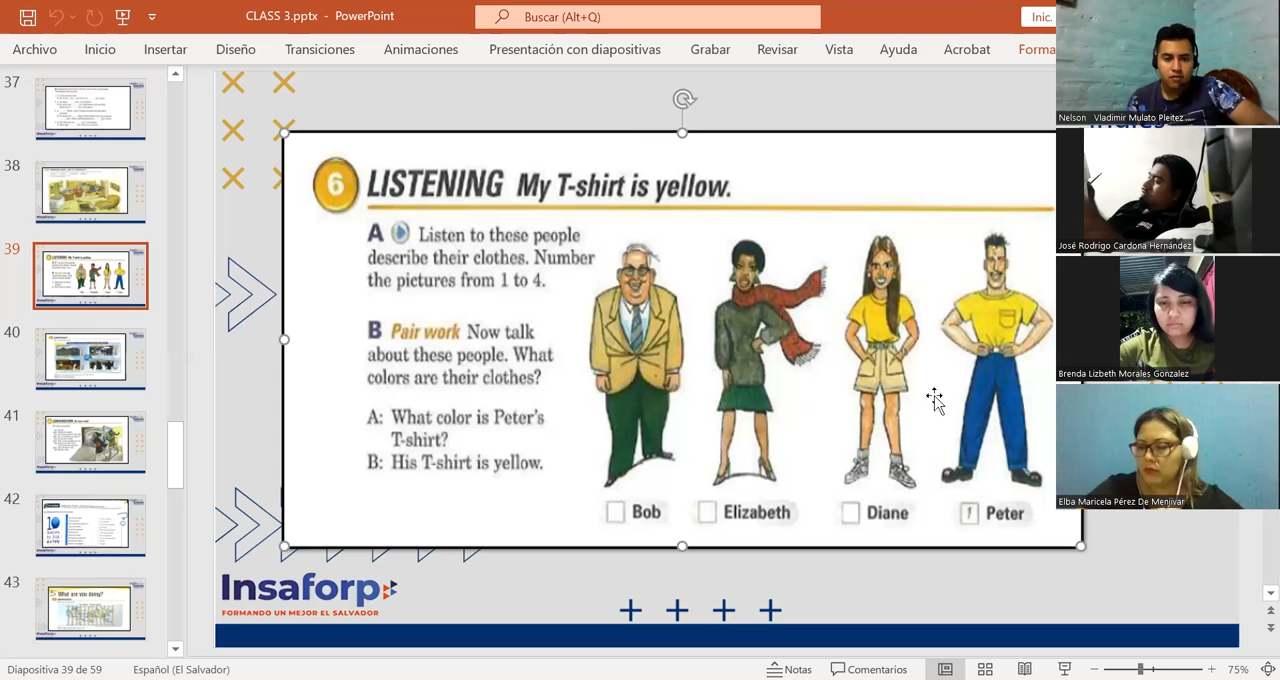 CLASS 3.pptx - PowerPoint
Buscar (Alt+Q)
Inic.
Archivo Inicio Insertar Diseño Transiciones Animaciones Presentación con diapositivas Grabar Revisar Vista Ayuda Acrobat Forma
37
38
39
40
41
42
43
6 LISTENING My T-shirt is yellow.
A Listen to these people
describe their clothes. Number
the pictures from 1 to 4.
B Pair work Now talk
about these people. What
colors are their clothes?
A: What color is Peter's
T-shirt?
B: His T-shirt is yellow.
Bob
Elizabeth
Diane
1 Peter
Insaforp
FORMANDO UN MEJOR EL SALVADOR
Nelson Vladimir Mulato Pleitez...
José Rodrigo Cardona Hernández
Brenda Lizbeth Morales Gonzalez
Elba Maricela Pérez De Menjivar
Diapositiva 39 de 59 Español (El Salvador) Notas Comentarios 75%